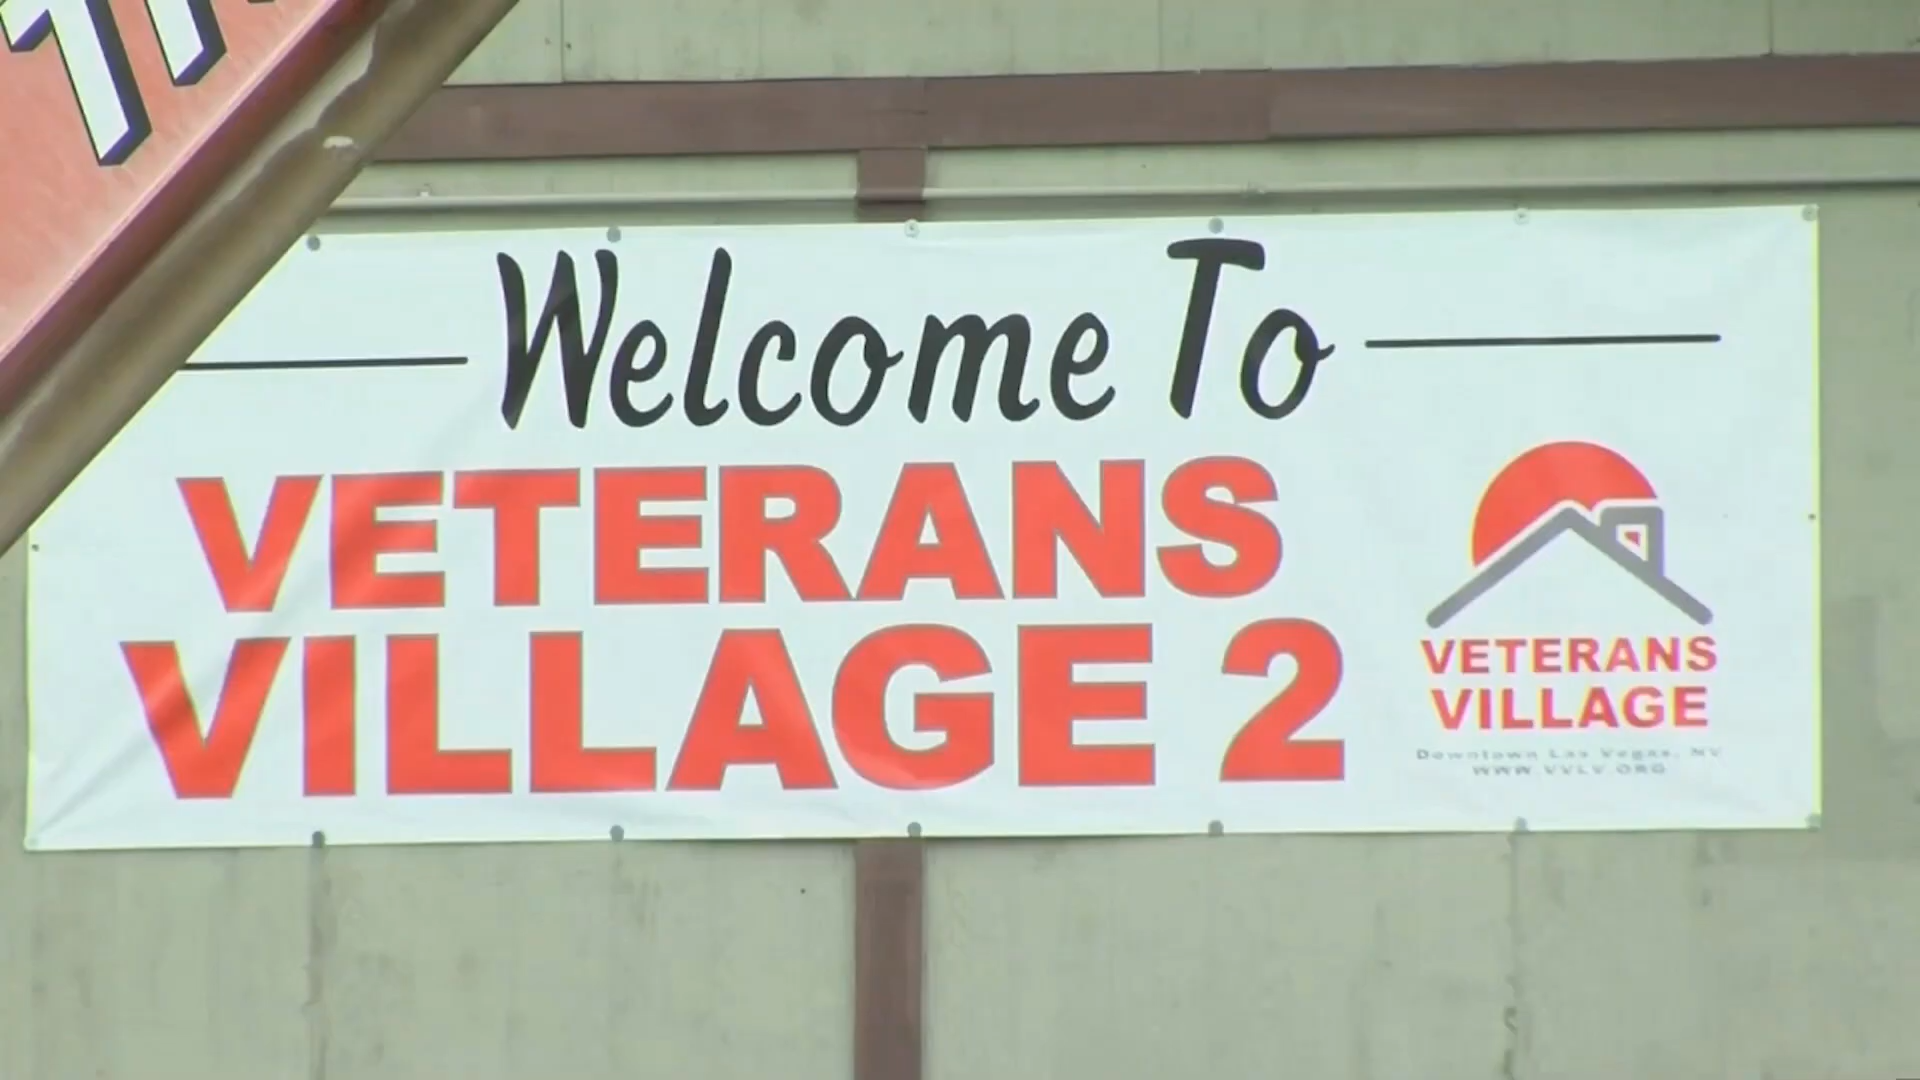 Welcome To
VETERANS
VILLAGE 2
VETERANS
VILLAGE
Downtown Las Vegas, NV
WWW.VVLV.ORG